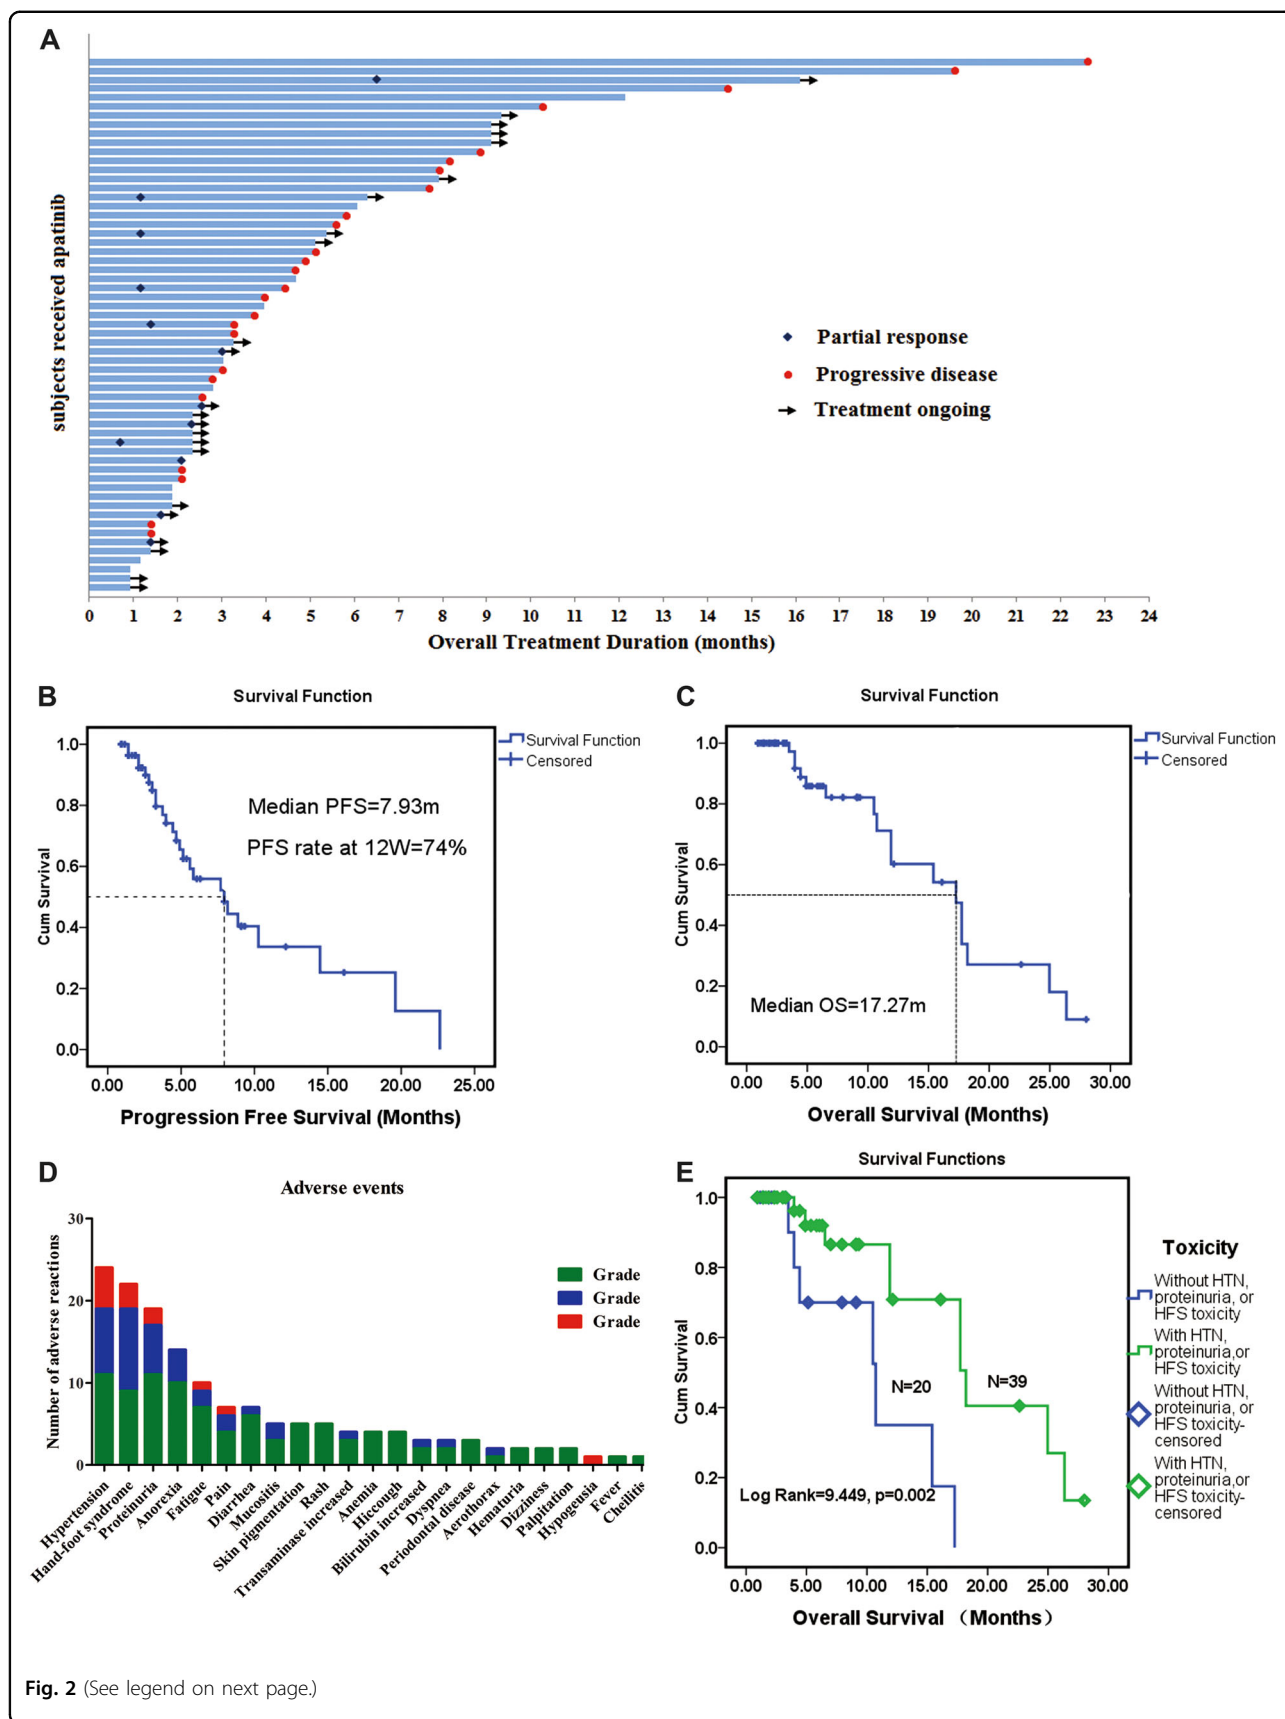 A
subjects received apatinib
Partial response
Progressive disease
Treatment ongoing
0 1 2 3 4 5 6 7 8 9 10 11 12 13 14 15 16 17 18 19 20 21 22 23 24
Overall Treatment Duration (months)
B
Survival Function
Cum Survival
1.0
0.8
0.6
0.4
0.2
0.0
Median PFS=7.93m
PFS rate at 12W=74%
Survival Function
Censored
0.00 5.00 10.00 15.00 20.00 25.00
Progression Free Survival (Months)
C
Survival Function
Cum Survival
1.0
0.8
0.6
0.4
0.2
0.0
Median OS=17.27m
Survival Function
Censored
0.00 5.00 10.00 15.00 20.00 30.00
Overall Survival (Months)
D
Adverse events
Number of adverse reactions
30
20
10
0
Grade
Grade
Grade
Hypertension
Hand-foot syndrome
Proteinuria
Anorexia
Fatigue
Pain
Diarrhea
Mucositis
Skin pigmentation
Rash
Transaminase increased
Anemia
Hiccough
Bilirubin increased
Dyspnea
Periodontal disease
Aerothorax
Hematuria
Dizziness
Palpitation
Hypogeusia
Fever
Cheilitis
E
Survival Functions
Cum Survival
1.0
0.8
0.6
0.4
0.2
0.0
N=20
N=39
Log Rank=9.449, p=0.002
0.00 5.00 10.00 15.00 20.00 25.00 30.00
Overall Survival （Months）
Toxicity
Without HTN,
proteinuria, or
HFS toxicity
With HTN,
proteinuria,or
HFS toxicity
Without HTN,
proteinuria, or
HFS toxicity-
censored
With HTN,
proteinuria,or
HFS toxicity-
censored
Fig. 2 (See legend on next page.)